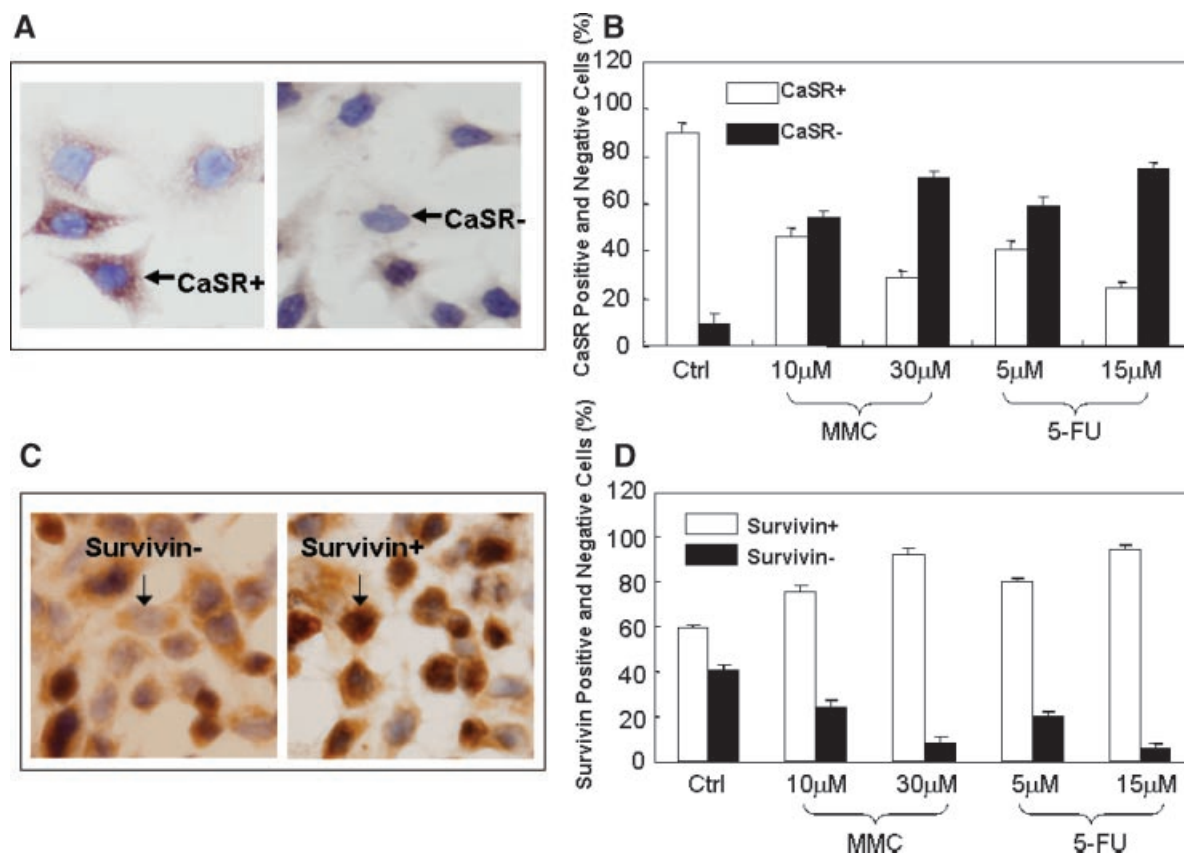 A
CaSR+
CaSR-
B
CaSR Positive and Negative Cells (%)
120
100
80
60
40
20
0
CaSR+
CaSR-
Ctrl 10μM 30μM 5μM 15μM
MMC 5-FU
C
Survivin- Survivin+
D
Survivin Positive and Negative Cells (%)
120
100
80
60
40
20
0
Survivin+
Survivin-
Ctrl 10μM 30μM 5μM 15μM
MMC 5-FU